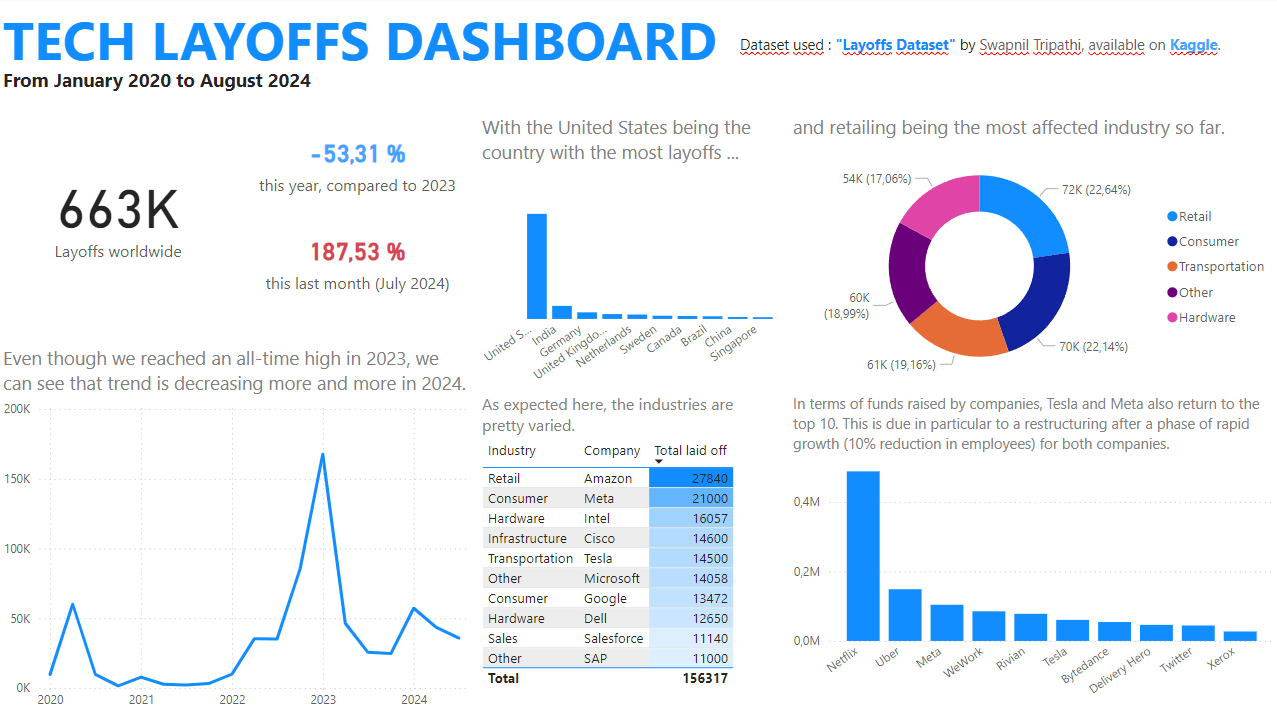 TECH LAYOFFS DASHBOARD
Dataset used : "Layoffs Dataset" by Swapnil Tripathi, available on Kaggle.
From January 2020 to August 2024
663K
Layoffs worldwide
-53,31 %
this year, compared to 2023
187,53 %
this last month (July 2024)
With the United States being the
country with the most layoffs ...
United S...
India
Germany
United Kingdo...
Netherlands
Sweden
Canada
Brazil
China
Singapore
and retailing being the most affected industry so far.
54K (17,06%)
72K (22,64%)
60K
(18,99%)
61K (19,16%)
70K (22,14%)
Retail
Consumer
Transportation
Other
Hardware
Even though we reached an all-time high in 2023, we
can see that trend is decreasing more and more in 2024.
200K
150K
100K
50K
0K
2020
2021
2022
2023
2024
As expected here, the industries are
pretty varied.
Industry Company Total laid off
Retail Amazon 27840
Consumer Meta 21000
Hardware Intel 16057
Infrastructure Cisco 14600
Transportation Tesla 14500
Other Microsoft 14058
Consumer Google 13472
Hardware Dell 12650
Sales Salesforce 11140
Other SAP 11000
Total 156317
In terms of funds raised by companies, Tesla and Meta also return to the
top 10. This is due in particular to a restructuring after a phase of rapid
growth (10% reduction in employees) for both companies.
0,4M
0,2M
0,0M
Netflix
Uber
Meta
WeWork
Rivian
Tesla
Bytedance
Delivery Hero
Twitter
Xerox